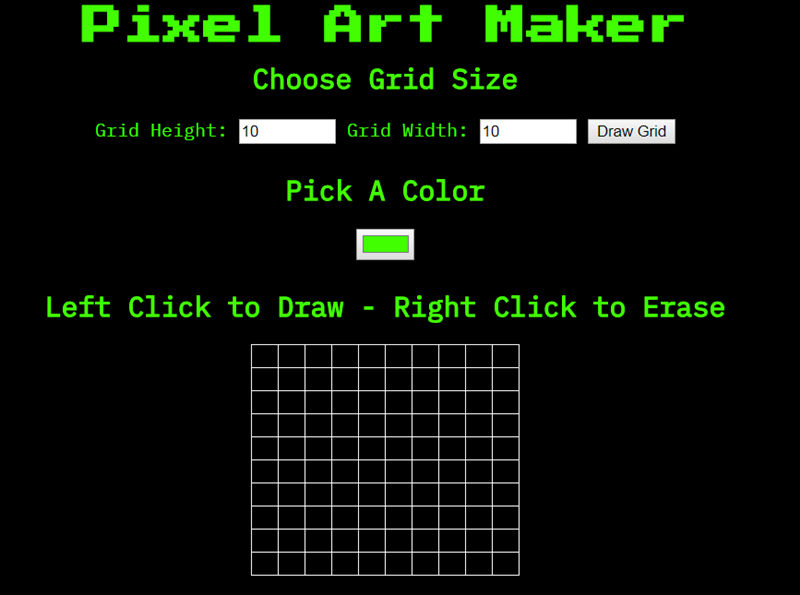 Pixel Art Maker
Choose Grid Size
Grid Height: 10 Grid Width: 10 Draw Grid
Pick A Color
Left Click to Draw - Right Click to Erase